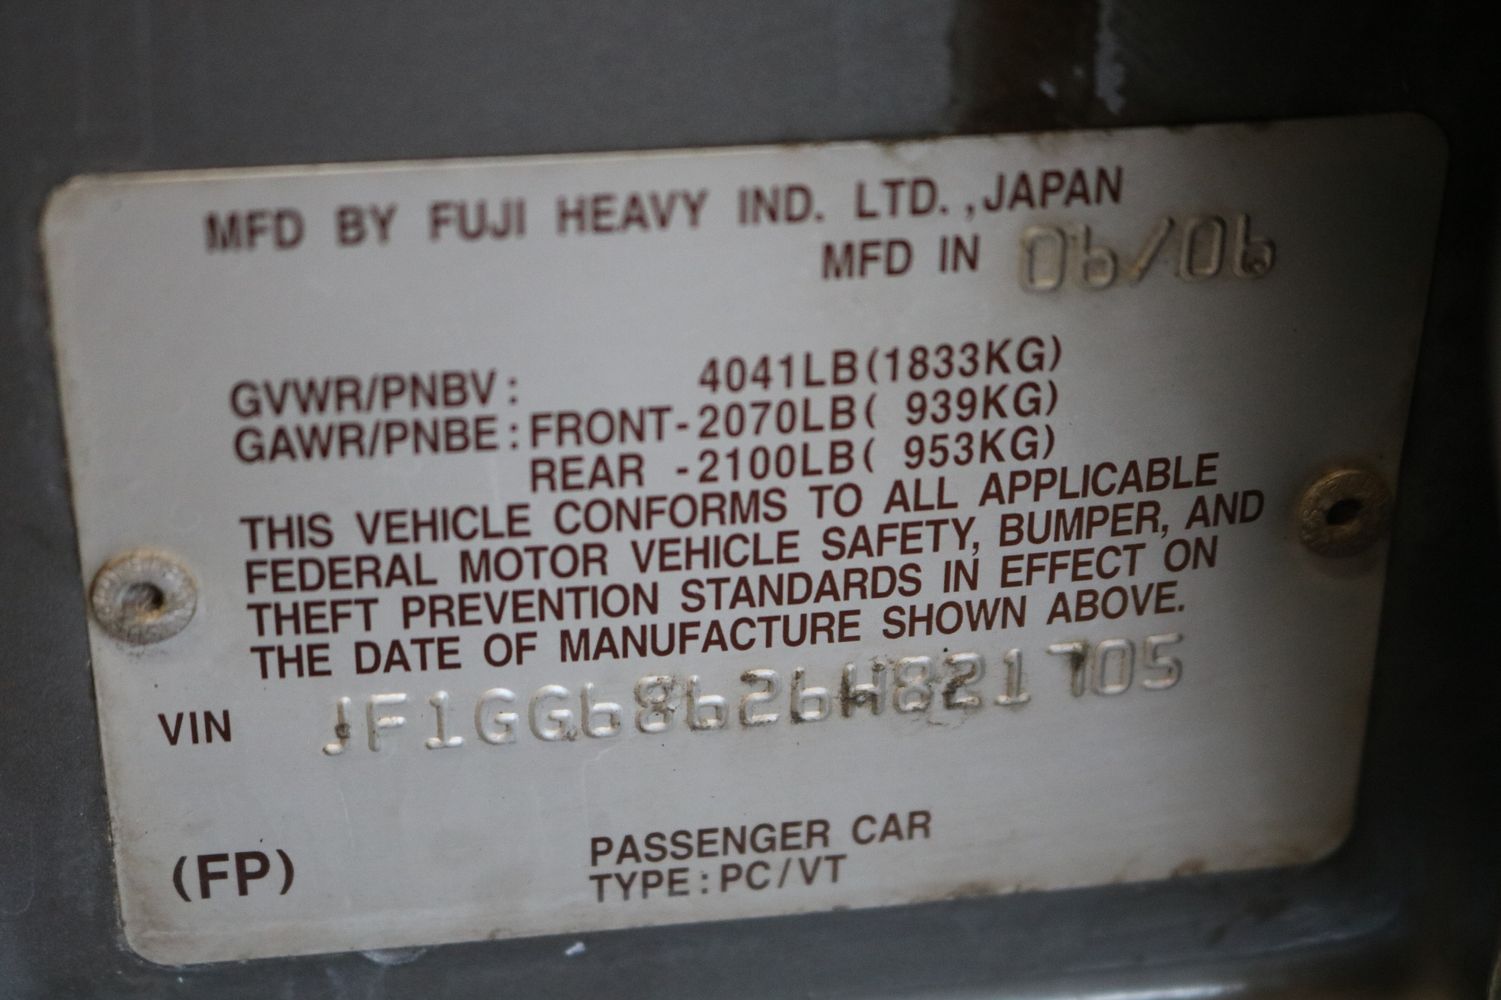 MFD BY FUJI HEAVY IND. LTD.,JAPAN
MFD IN 06/06
GVWR/PNBV: 4041LB(1833KG)
GAWR/PNBE:FRONT-2070LB( 939KG)
REAR -2100LB( 953KG)
THIS VEHICLE CONFORMS TO ALL APPLICABLE
FEDERAL MOTOR VEHICLE SAFETY, BUMPER, AND
THEFT PREVENTION STANDARDS IN EFFECT ON
THE DATE OF MANUFACTURE SHOWN ABOVE.
VIN JF1GG68626H821705
(FP)
PASSENGER CAR
TYPE:PC/VT